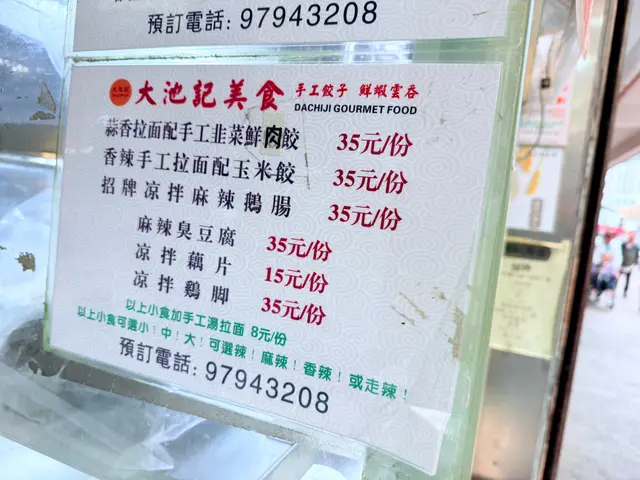 預訂電話: 97943208
大池記美食 手工餃子 鮮蝦雲吞
DACHIJI GOURMET FOOD
蒜香拉面配手工韭菜鮮肉餃 35元/份
香辣手工拉面配玉米餃 35元/份
招牌凉拌麻辣鵝腸 35元/份
麻辣臭豆腐 35元/份
凉拌藕片 15元/份
凉拌鷄脚 35元/份
以上小食加手工湯拉面 8元/份
以上小食可選小！中！大！可選辣！麻辣！香辣！或走辣！
預訂電話: 97943208